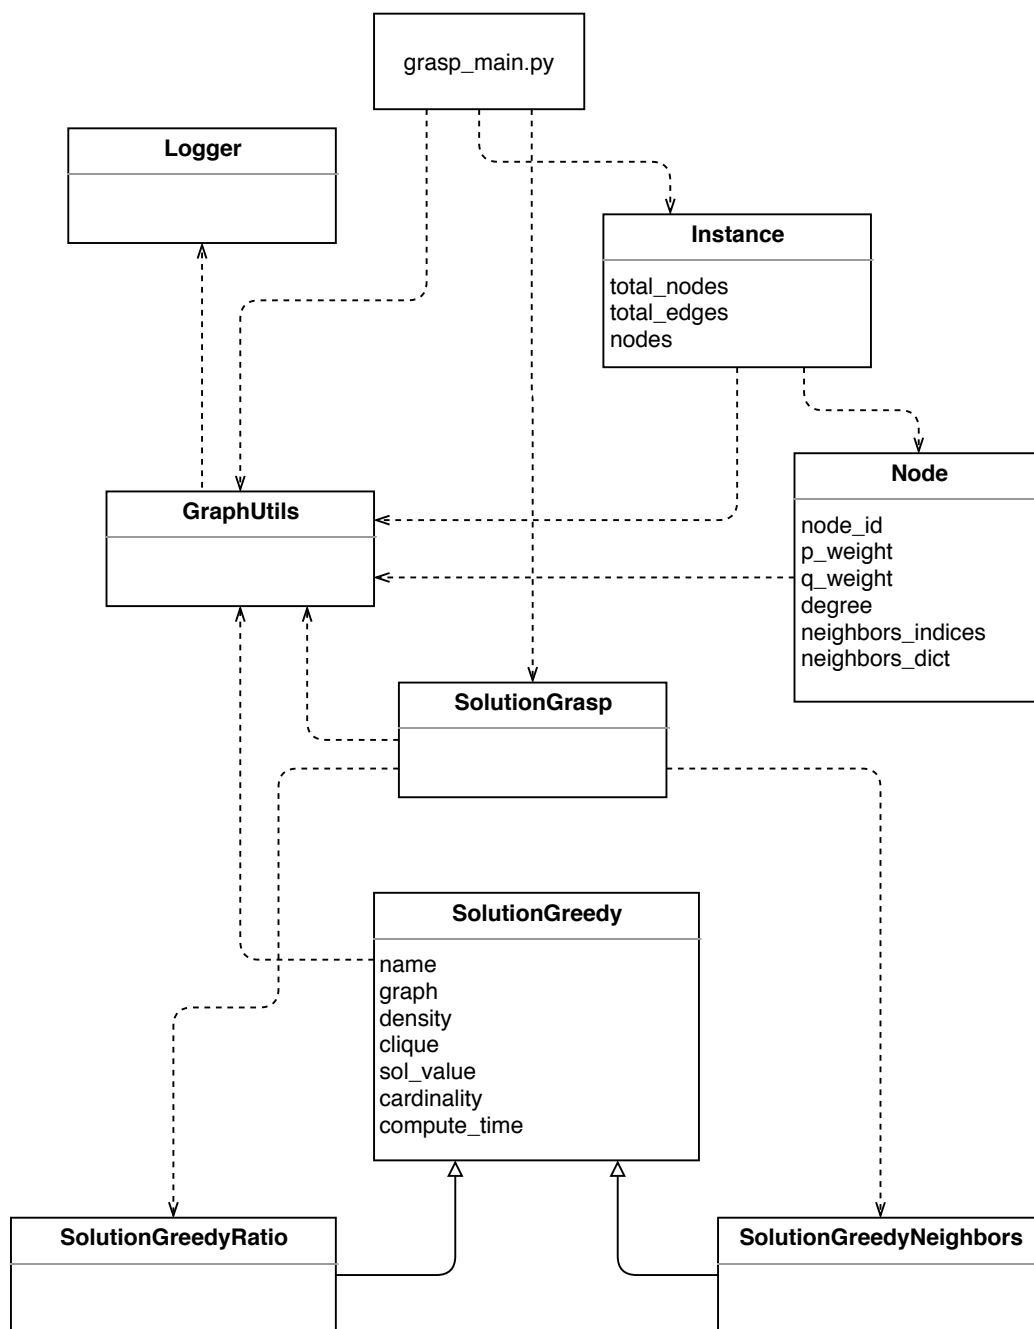 grasp_main.py
Logger
Instance
total_nodes
total_edges
nodes
Node
node_id
p_weight
q_weight
degree
neighbors_indices
neighbors_dict
GraphUtils
SolutionGrasp
SolutionGreedy
name
graph
density
clique
sol_value
cardinality
compute_time
SolutionGreedyRatio
SolutionGreedyNeighbors